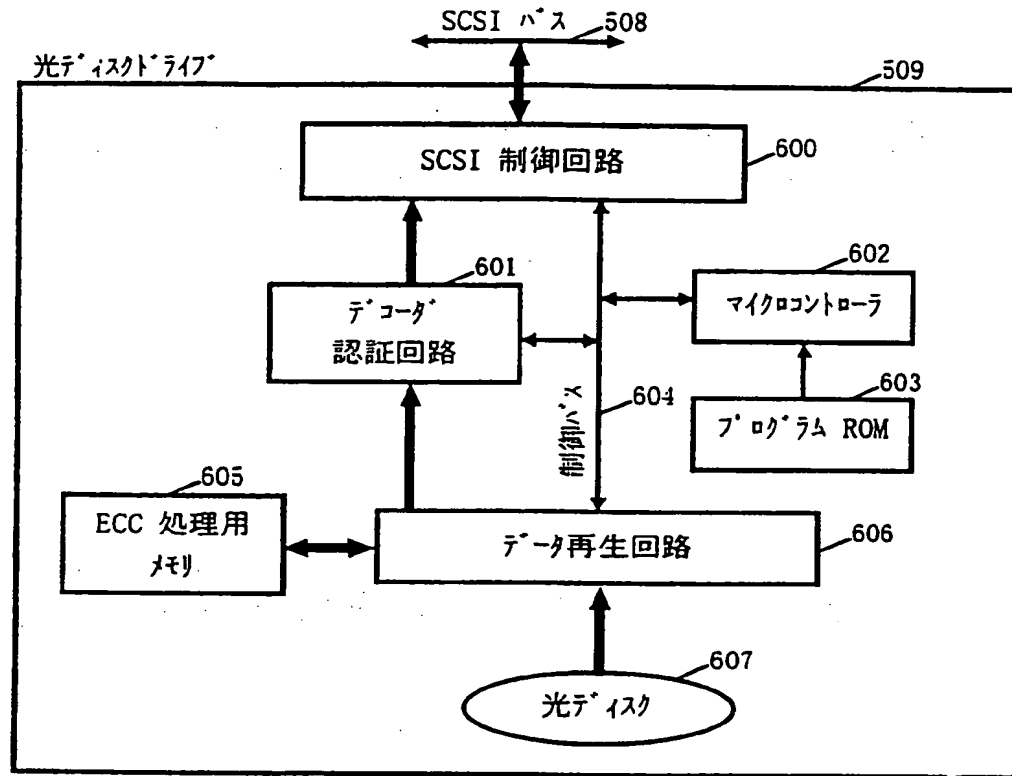 SCSI ﾊﾞｽ
508
光ﾃﾞｨｽｸﾄﾞﾗｲﾌﾞ
509
SCSI 制御回路
600
601
ﾃﾞｺｰﾀﾞ
認証回路
602
マイクロコントローラ
603
ﾌﾟﾛｸﾞﾗﾑ ROM
604
制御ﾊﾞｽ
605
ECC 処理用
ﾒﾓﾘ
ﾃﾞｰﾀ再生回路
606
607
光ﾃﾞｨｽｸ